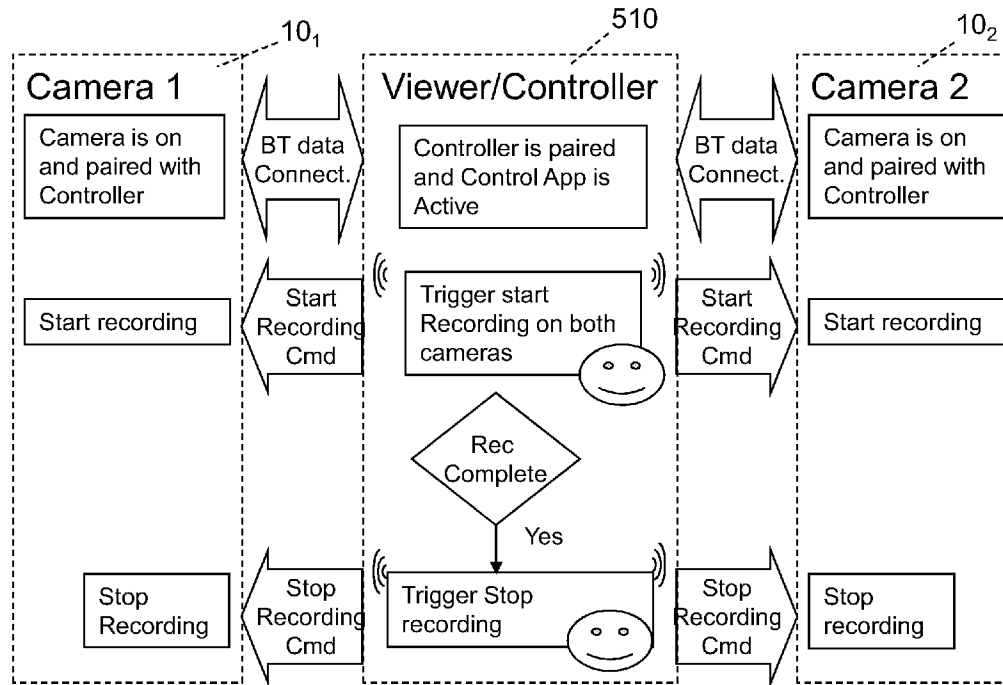 10₁
510
10₂
Camera 1
Viewer/Controller
Camera 2
Camera is on
and paired with
Controller
BT data
Connect.
Controller is paired
and Control App is
Active
BT data
Connect.
Camera is on
and paired with
Controller
Start recording
Start
Recording
Cmd
Trigger start
Recording on both
cameras
Start
Recording
Cmd
Start recording
Rec
Complete
Yes
Stop
Recording
Stop
Recording
Cmd
Trigger Stop
recording
Stop
Recording
Cmd
Stop
recording